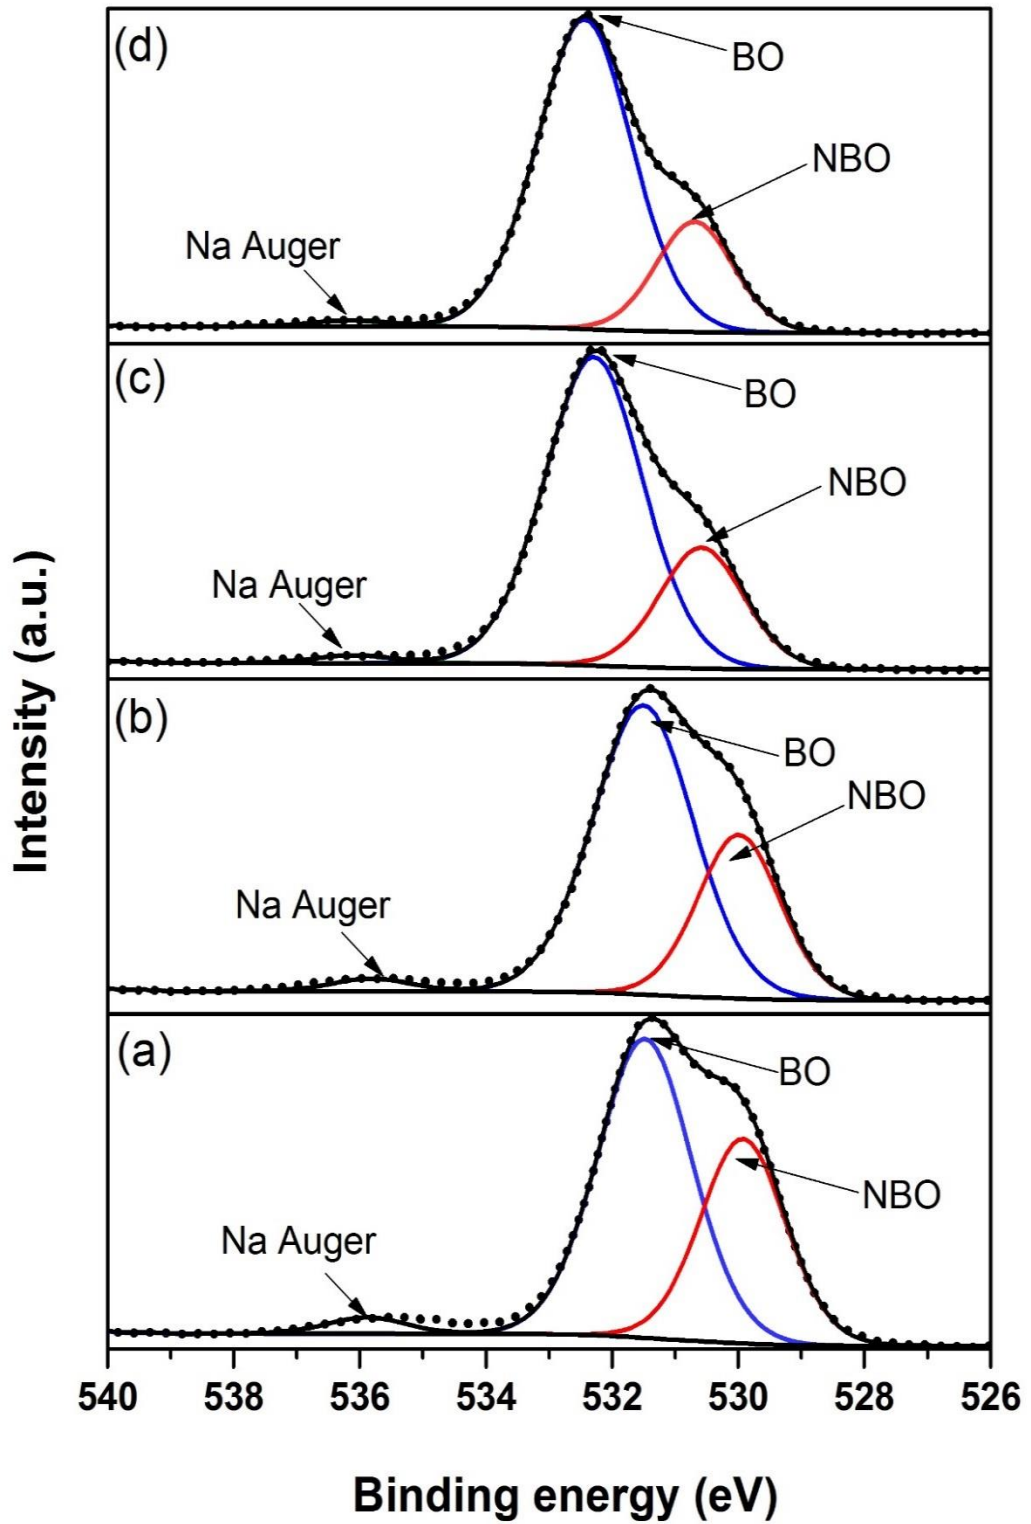 (d)
BO
NBO
Na Auger
(c)
BO
NBO
Na Auger
(b)
BO
NBO
Na Auger
(a)
BO
NBO
Na Auger
Intensity (a.u.)
540 538 536 534 532 530 528 526
Binding energy (eV)